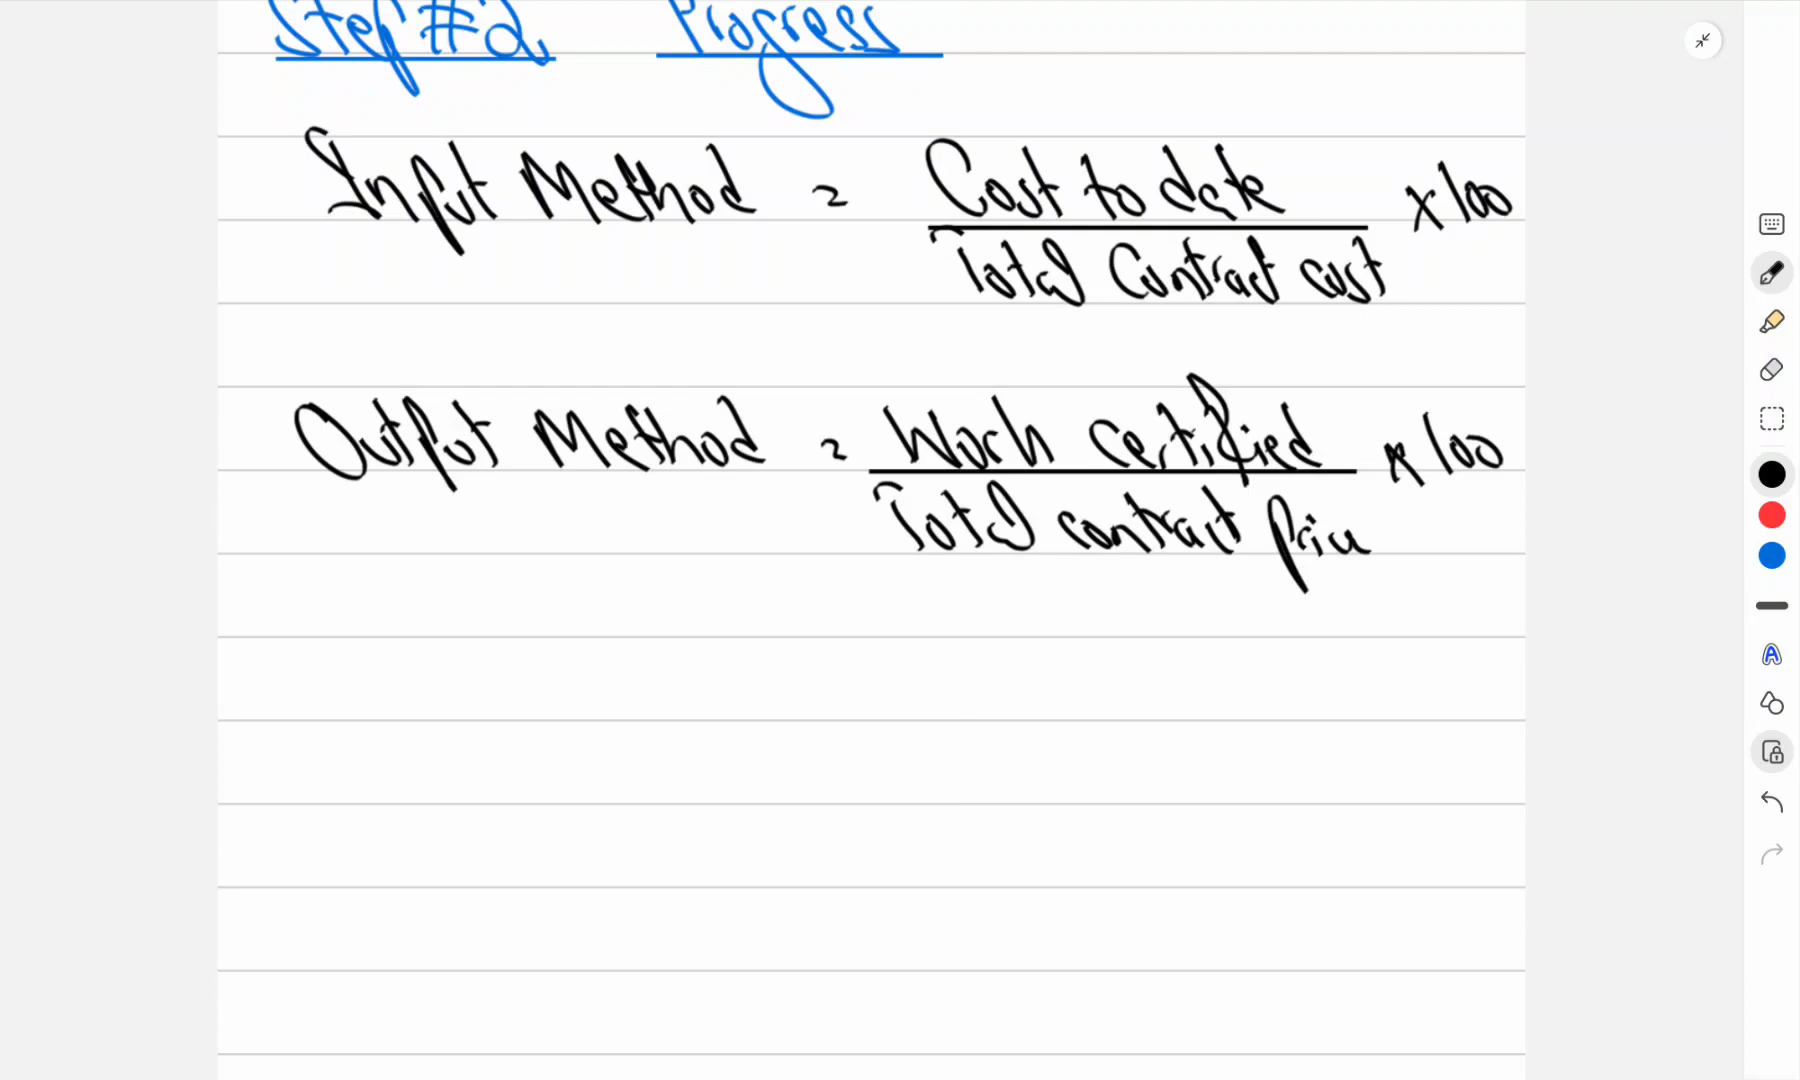 Step #2 Progress
Input Method = Cost to date / Total Contract cost x 100
Output Method = Work certified / Total contract price x 100